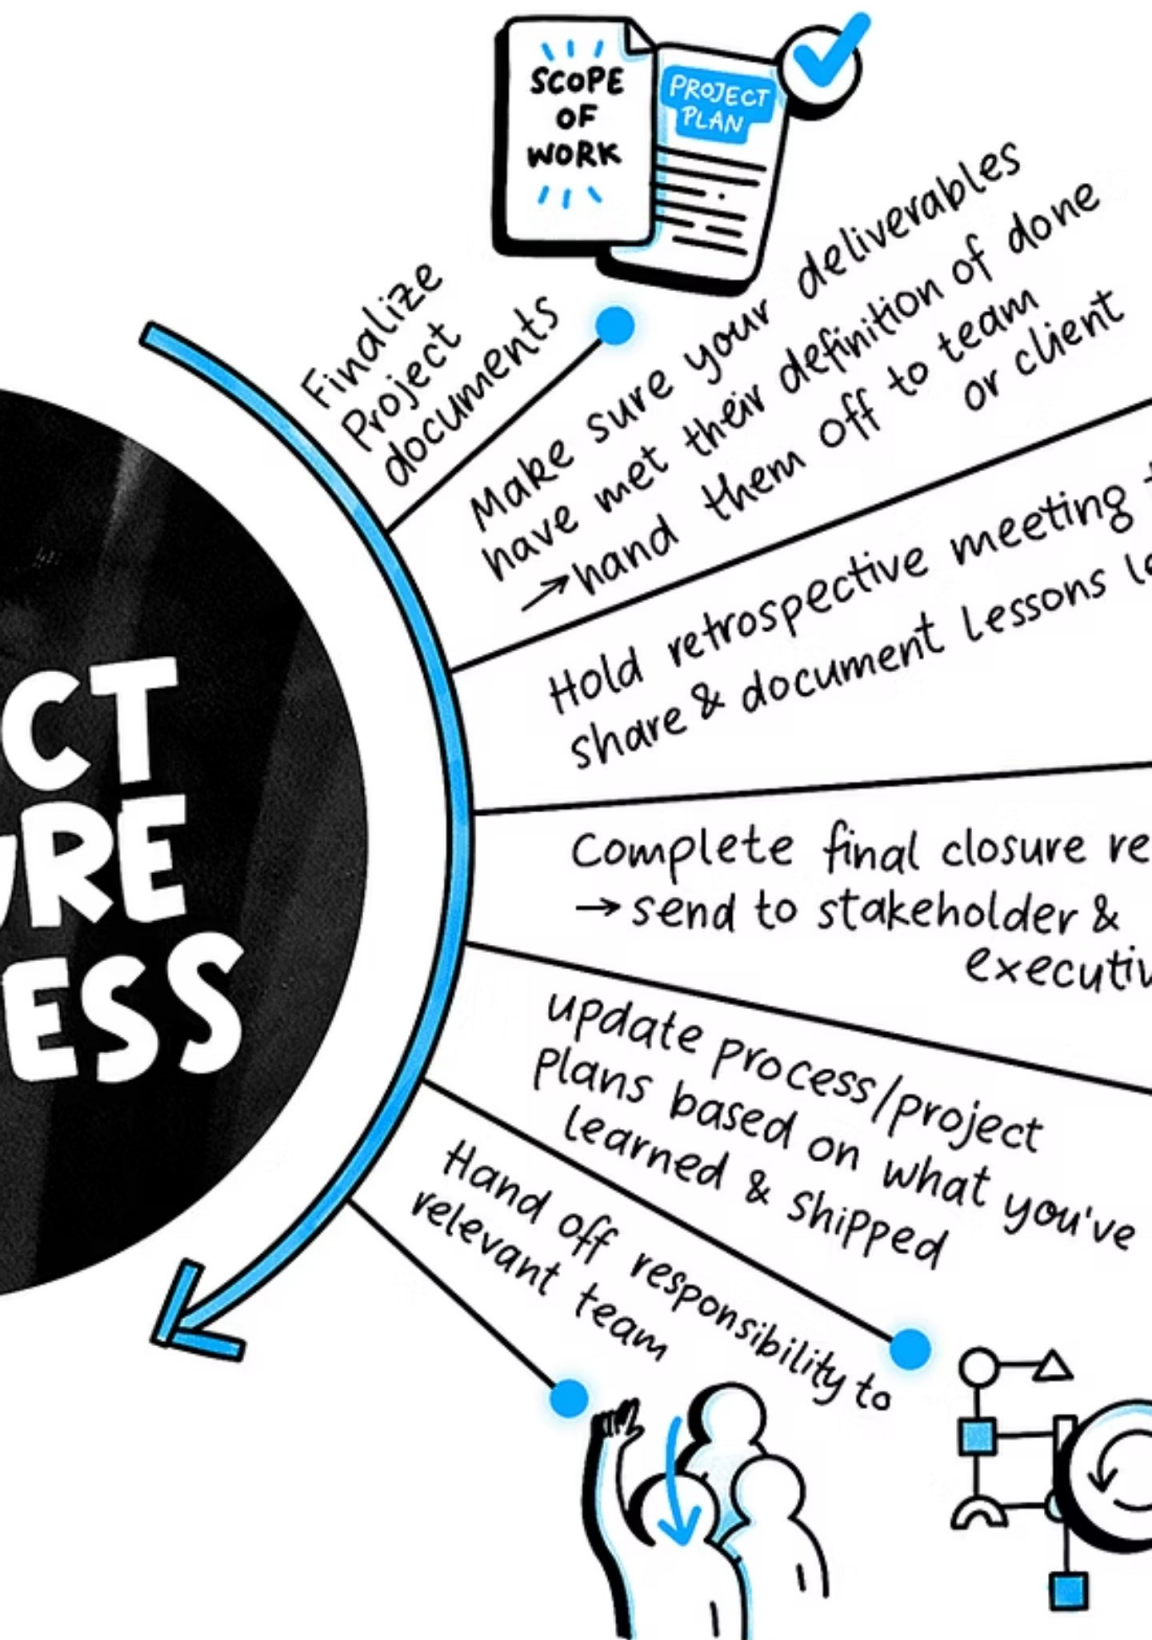 SCOPE
OF
WORK
PROJECT
PLAN
Finalize
Project
documents
Make sure your deliverables
have met their definition of done
→ hand them off to team
or client
Hold retrospective meeting
share & document lessons
Complete final closure
→ send to stakeholder &
update process/project
plans based on what you've
learned & shipped
Hand off responsibility to
relevant team
CT
URE
ESS